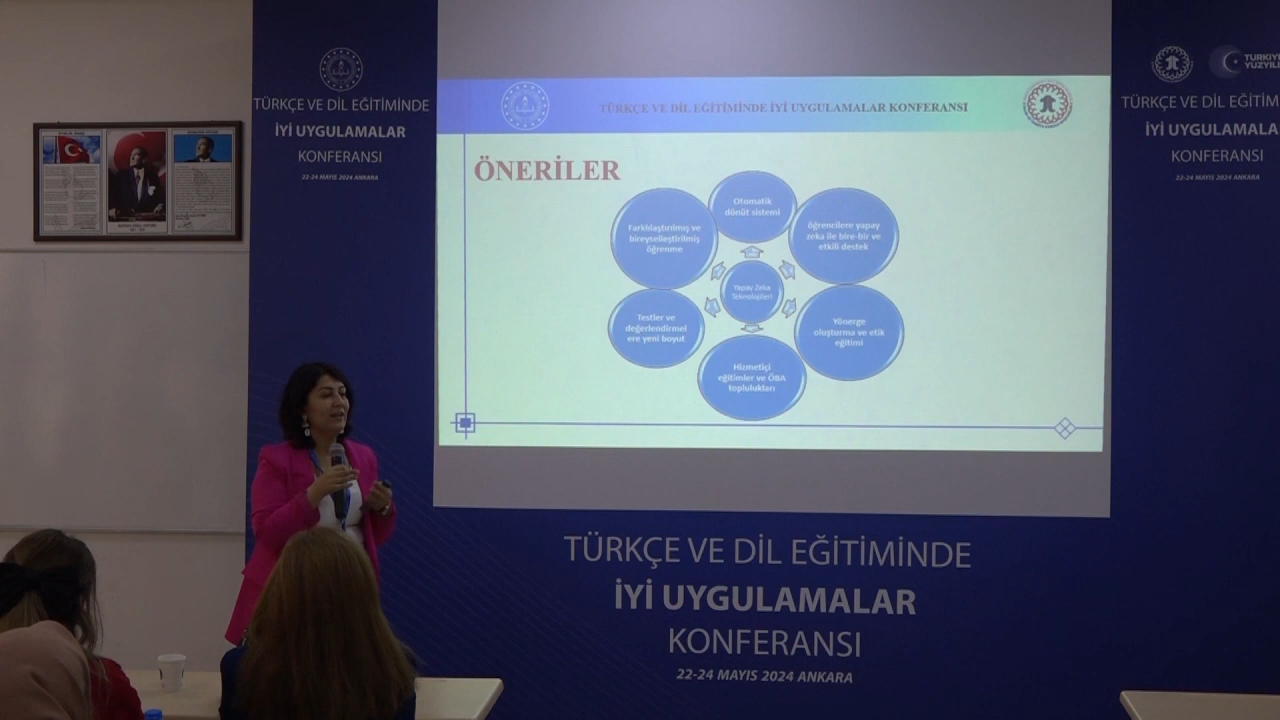 TÜRKÇE VE DİL EĞİTİMİNDE
İYİ UYGULAMALAR
KONFERANSI
22-24 MAYIS 2024 ANKARA
TÜRKÇE VE DİL EĞİTİMİNDE İYİ UYGULAMALAR KONFERANSI
ÖNERİLER
Otomatik
dönüt sistemi
Farklılaştırılmış ve
bireyselleştirilmiş
öğrenme
öğrencilere yapay
zeka ile bire-bir ve
etkili destek
Yapay Zeka
Teknolojileri
Testler ve
değerlendirmel
ere yeni boyut
Yönerge
oluşturma ve etik
eğitimi
Hizmetiçi
eğitimler ve ÖBA
toplulukları
TÜRKİYE
YÜZYILI
TÜRKÇE VE DİL EĞİTİM
İYİ UYGULAMA
KONFERANSI
22-24 MAYIS 2024 ANKARA
TÜRKÇE VE DİL EĞİTİMİNDE
İYİ UYGULAMALAR
KONFERANSI
22-24 MAYIS 2024 ANKARA